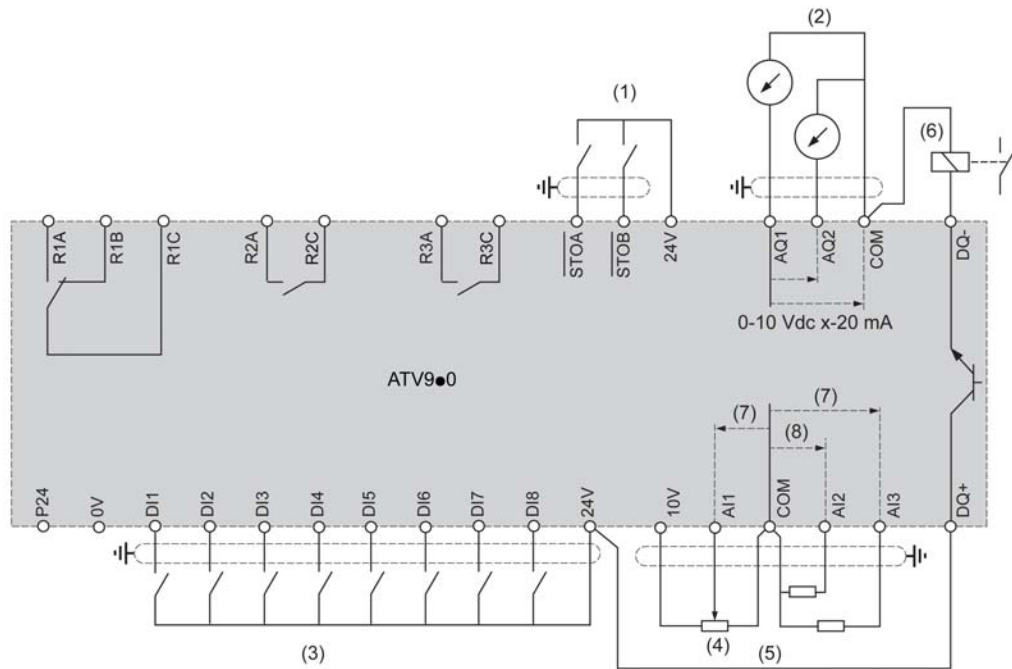 (2)
(1)
(6)
R1A
R1B
R1C
R2A
R2C
R3A
R3C
STOA
STOB
24V
AQ1
AQ2
COM
DQ-
0-10 Vdc x-20 mA
ATV9●0
(7)
(7)
(8)
P24
0V
DI1
DI2
DI3
DI4
DI5
DI6
DI7
DI8
24V
10V
AI1
COM
AI2
AI3
DQ+
(3)
(4)
(5)